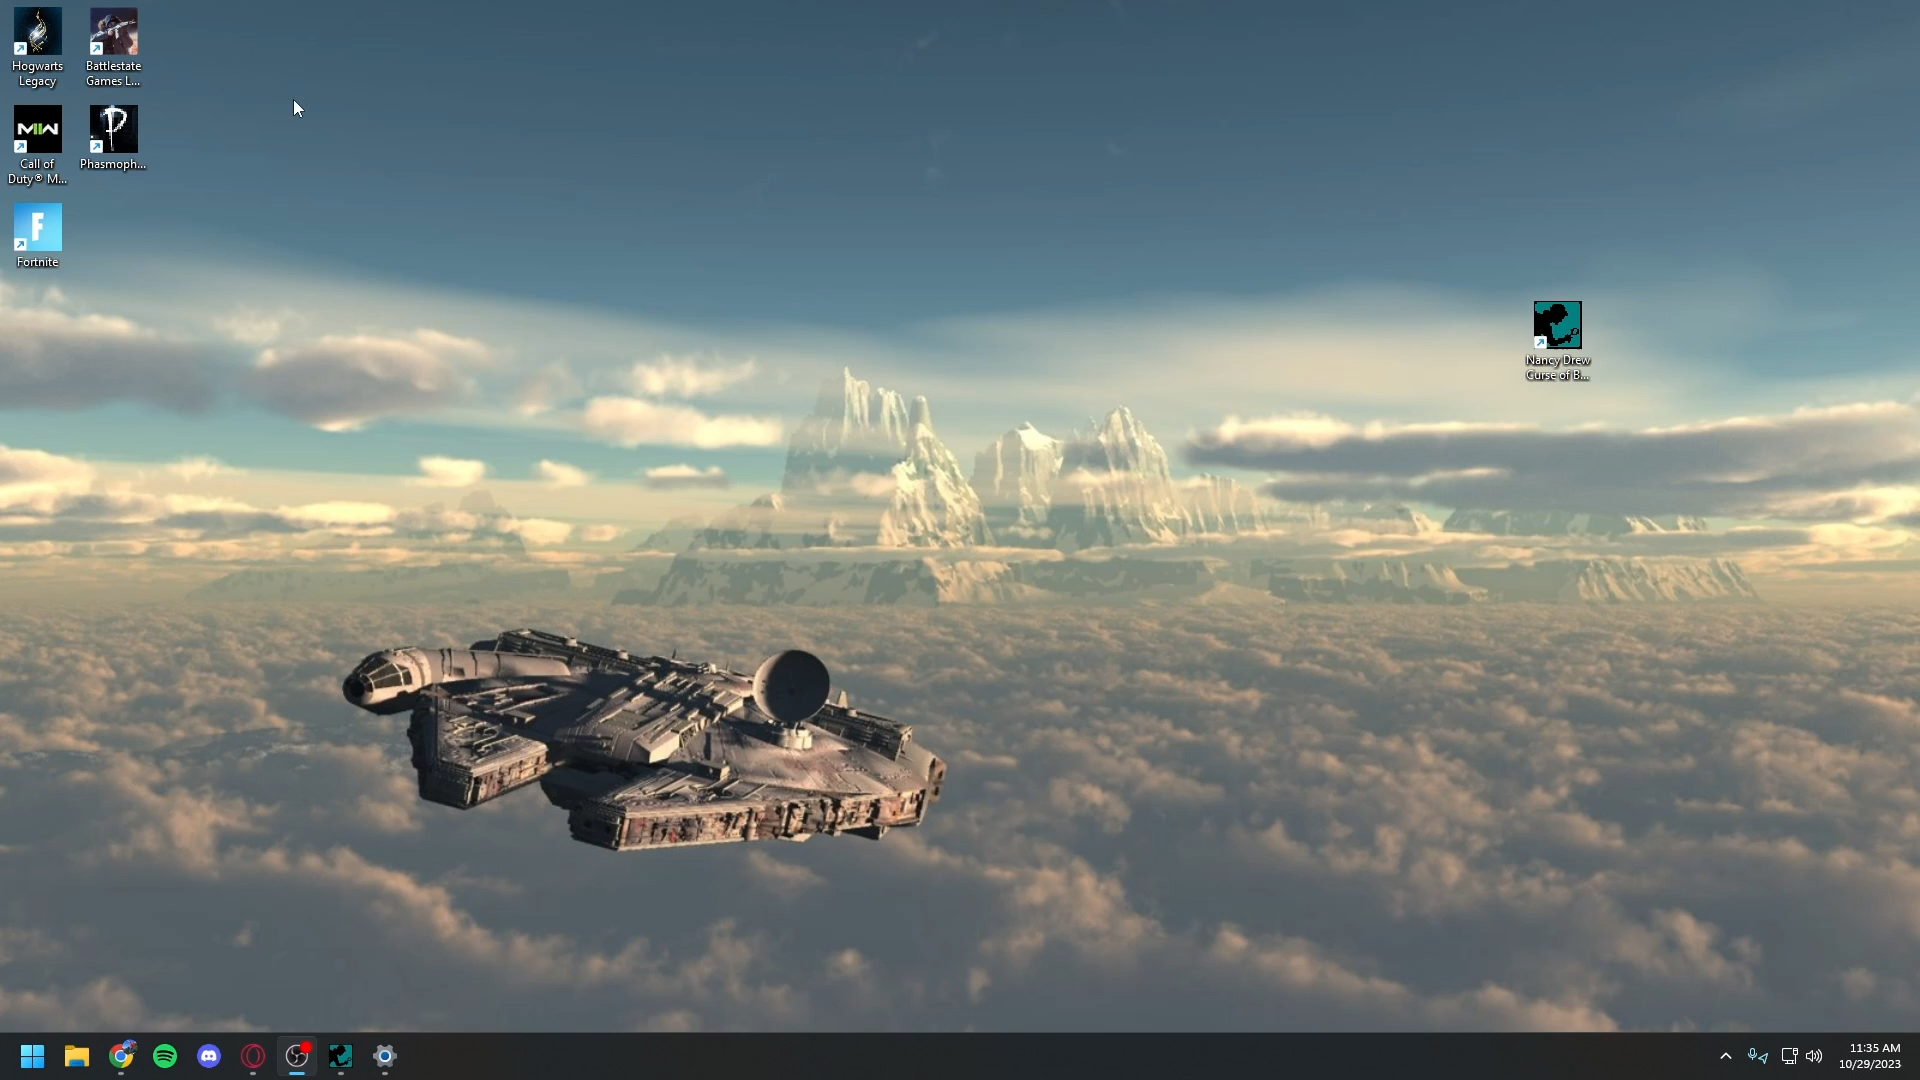 Hogwarts
Legacy
Battlestate
Games L...
MW
Call of
Duty® M...
Phasmoph...
F
Fortnite
Nancy Drew
Curse of B...
11:35 AM
10/29/2023